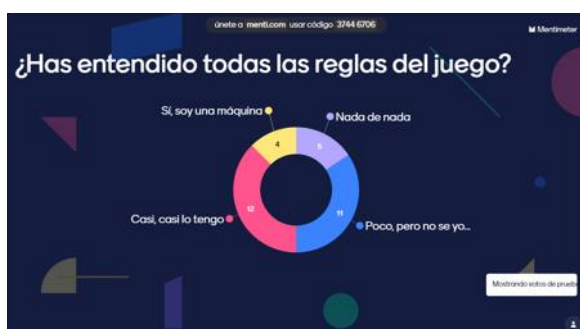 únete a menti.com usar código 3744 6706
Mentimeter
¿Has entendido todas las reglas del juego?
Sí, soy una máquina
Nada de nada
4
5
12
11
Casi, casi lo tengo
Poco, pero no se yo...
Mostrando votos de prueb